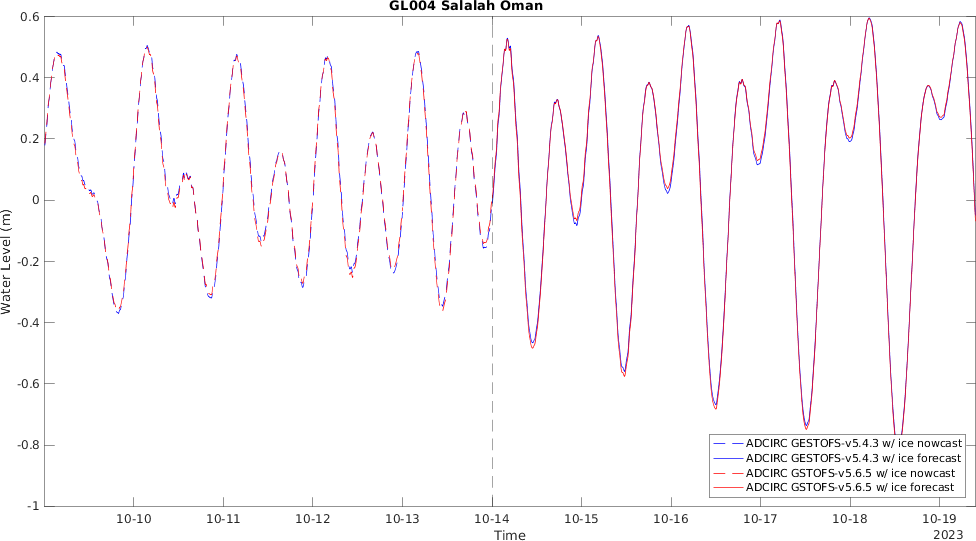 GL004 Salalah Oman
0.6
0.4
0.2
0
-0.2
-0.4
-0.6
-0.8
-1
Water Level (m)
10-10 10-11 10-12 10-13 10-14 10-15 10-16 10-17 10-18 10-19
Time
2023
ADCIRC GESTOFS-v5.4.3 w/ ice nowcast
ADCIRC GESTOFS-v5.4.3 w/ ice forecast
ADCIRC GSTOFS-v5.6.5 w/ ice nowcast
ADCIRC GSTOFS-v5.6.5 w/ ice forecast